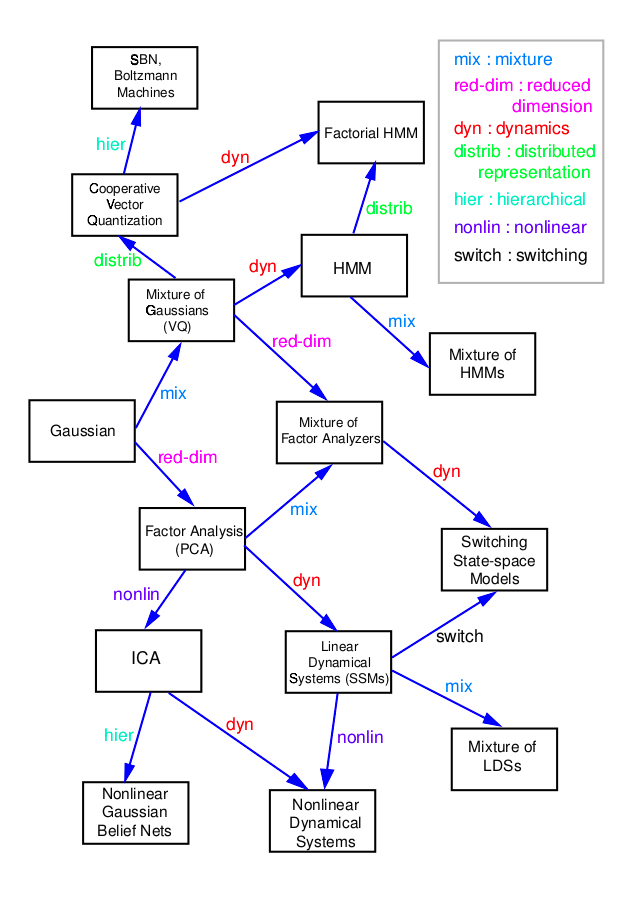 SBN,
Boltzmann
Machines
mix : mixture
red-dim : reduced
dimension
dyn : dynamics
distrib : distributed
representation
hier : hierarchical
nonlin : nonlinear
switch : switching
hier
dyn
Factorial HMM
Cooperative
Vector
Quantization
distrib
distrib
dyn
HMM
Mixture of
Gaussians
(VQ)
mix
red-dim
Mixture of
HMMs
mix
Gaussian
Mixture of
Factor Analyzers
red-dim
dyn
mix
Factor Analysis
(PCA)
Switching
State-space
Models
nonlin
dyn
switch
ICA
Linear
Dynamical
Systems (SSMs)
mix
hier
dyn
nonlin
Mixture of
LDSs
Nonlinear
Gaussian
Belief Nets
Nonlinear
Dynamical
Systems